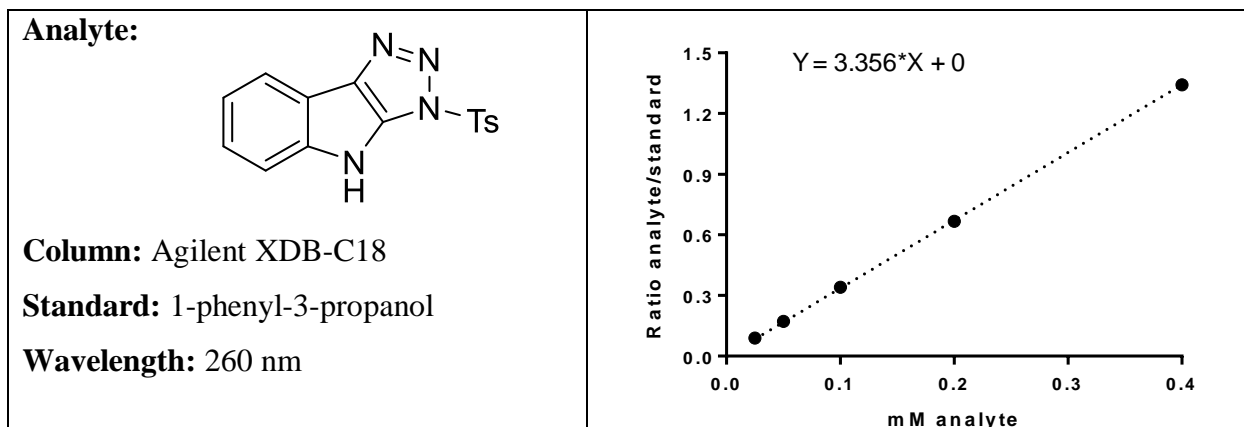 Analyte:
N
N
N
Ts
N
H
Column: Agilent XDB-C18
Standard: 1-phenyl-3-propanol
Wavelength: 260 nm
Y = 3.356*X + 0
Ratio analyte/standard
1.5
1.2
0.9
0.6
0.3
0.0
0.0 0.1 0.2 0.3 0.4
mM analyte